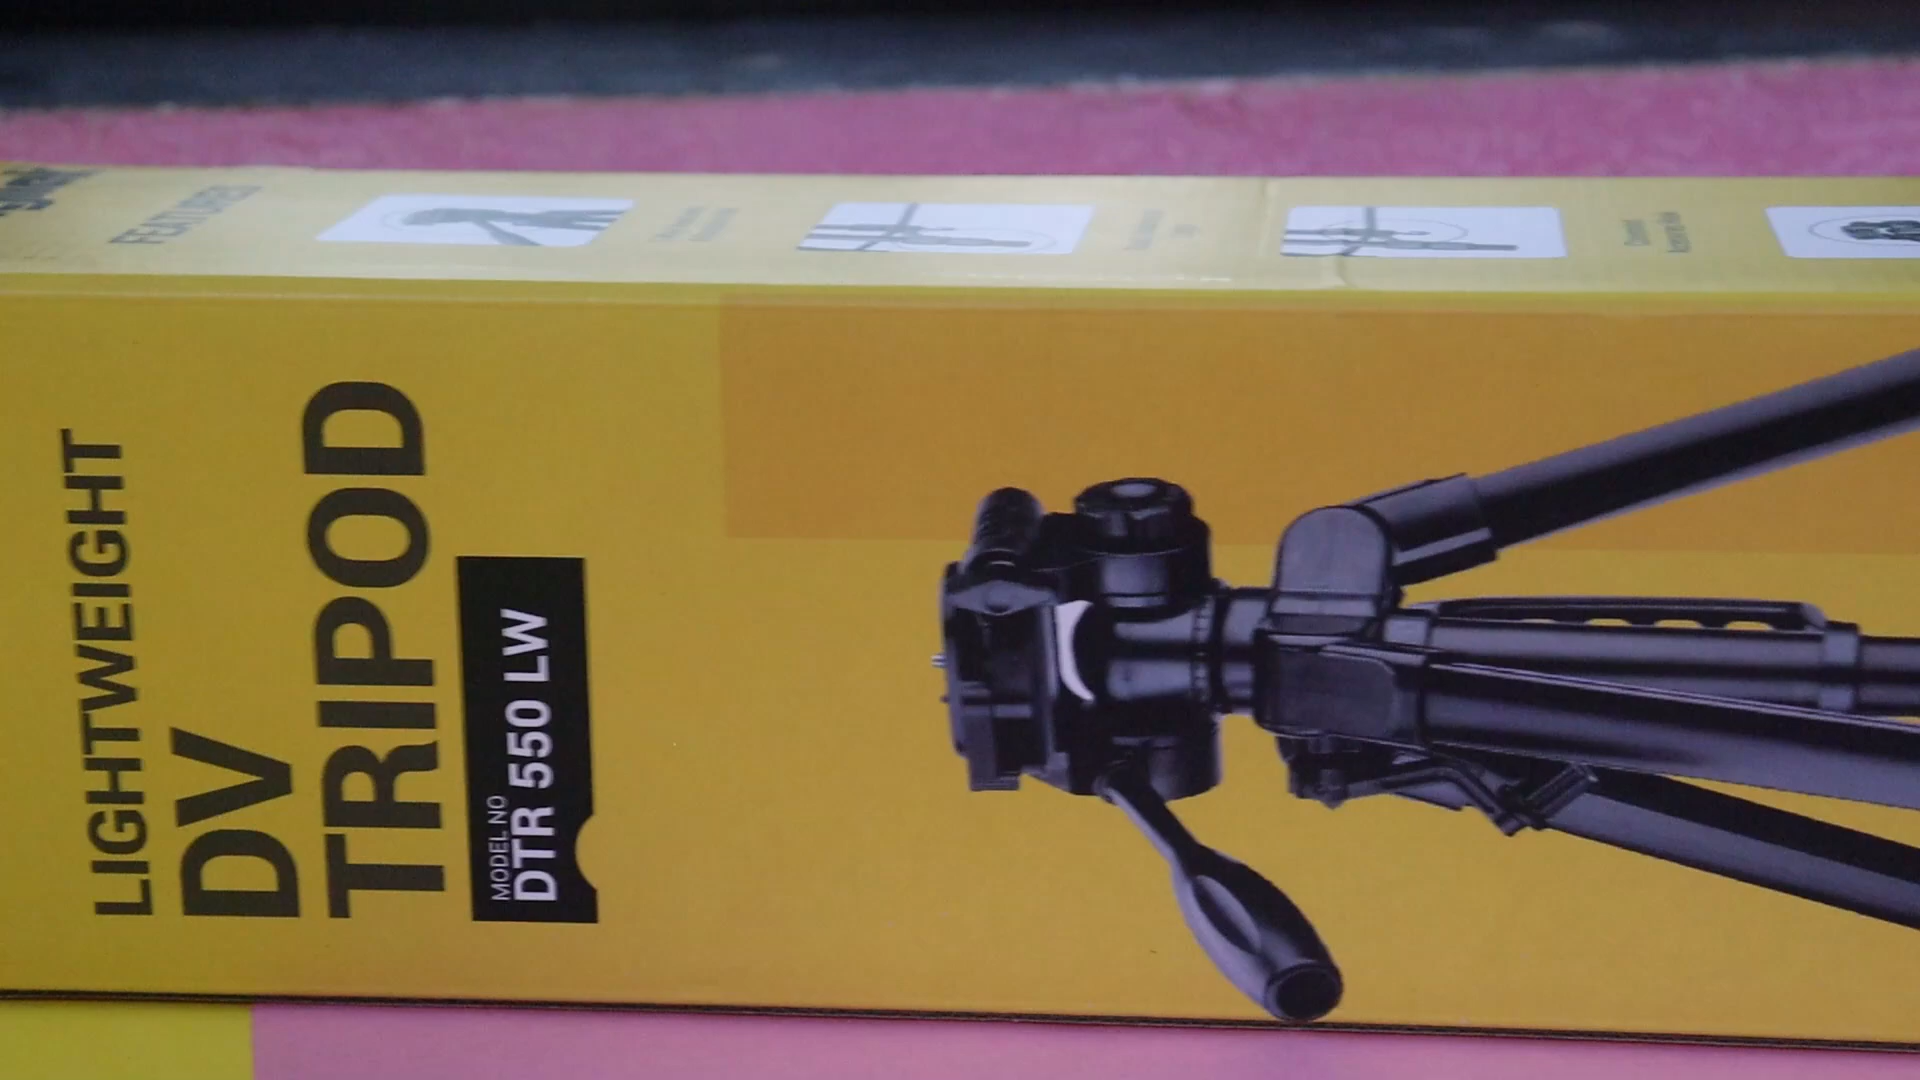 LIGHTWEIGHT
DV
TRIPOD
MODEL NO
DTR 550 LW
FEATURES